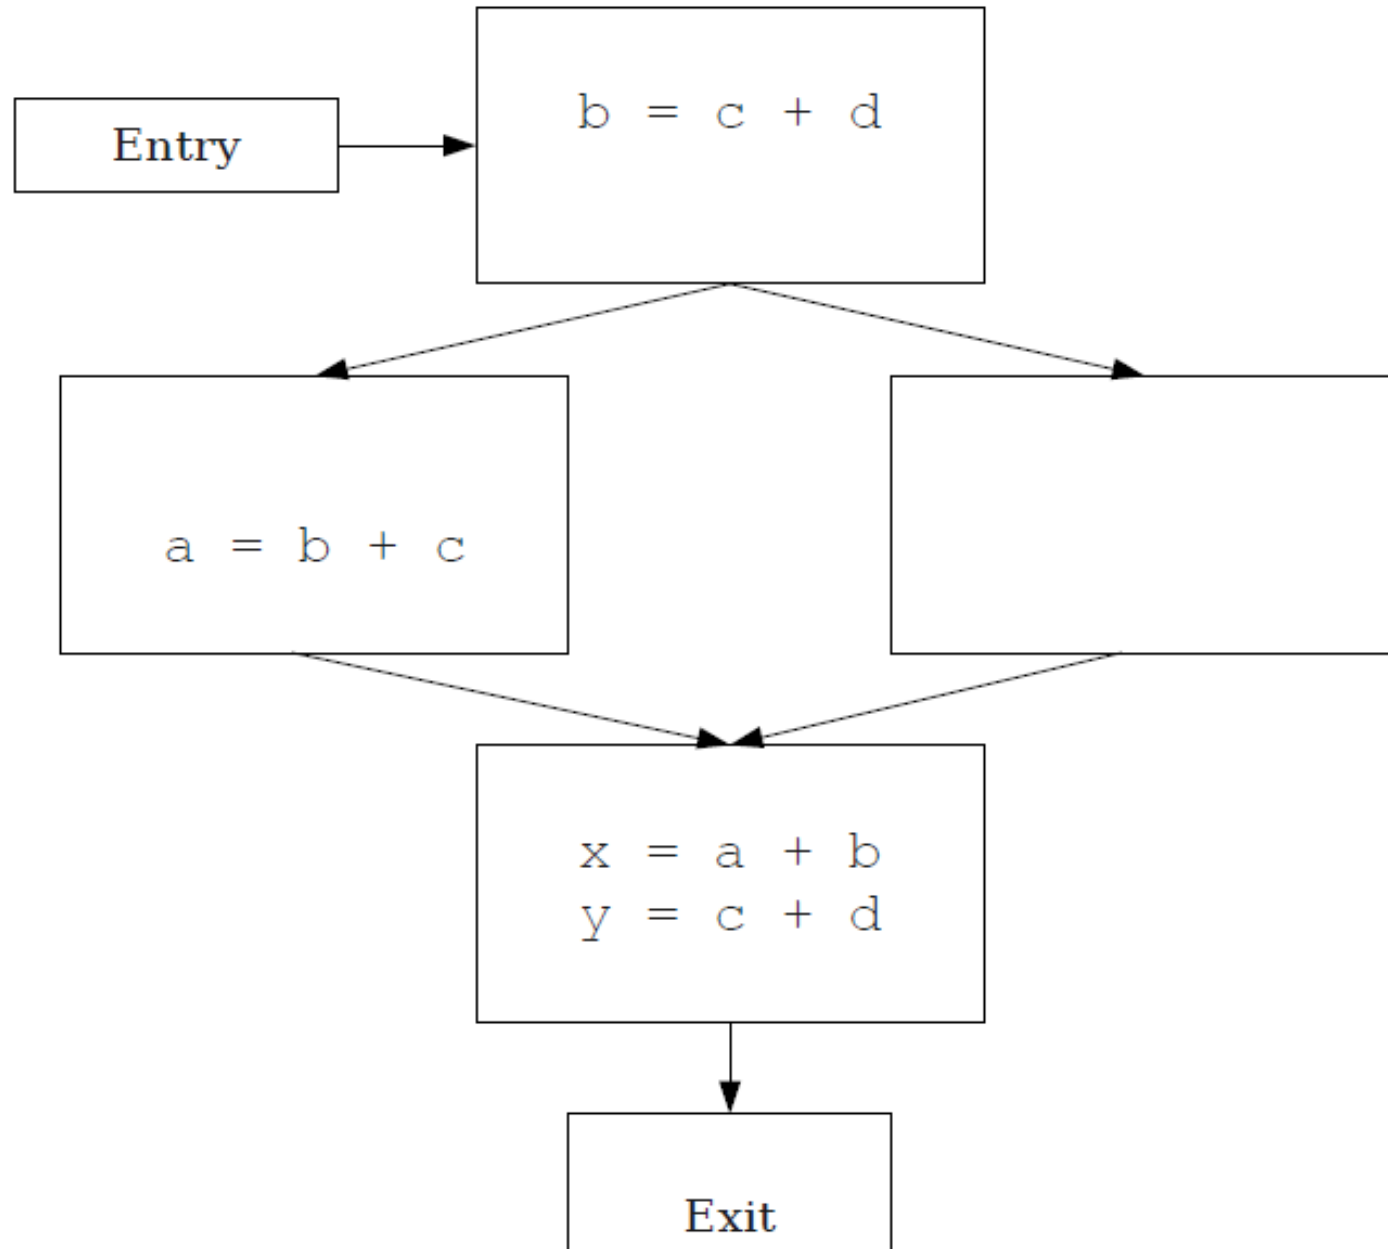 b = c + d
Entry
a = b + c
x = a + b
y = c + d
Exit